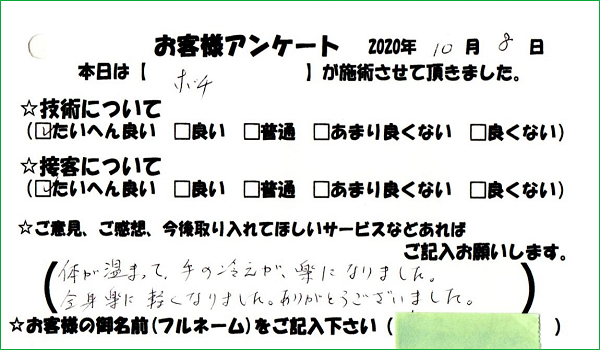 お客様アンケート 2020年 10月 8日
本日は【 ホチ 】が施術させて頂きました。
☆技術について
(☑たいへん良い □良い □普通 □あまり良くない □良くない)
☆接客について
(☑たいへん良い □良い □普通 □あまり良くない □良くない)
☆ご意見、ご感想、今後取り入れてほしいサービスなどあれば
ご記入お願いします。
(体が温まって、手の冷えが、楽になりました。
全身楽に軽くなりました。ありがとうございました。)
☆お客様の御名前(フルネーム)をご記入下さい( )